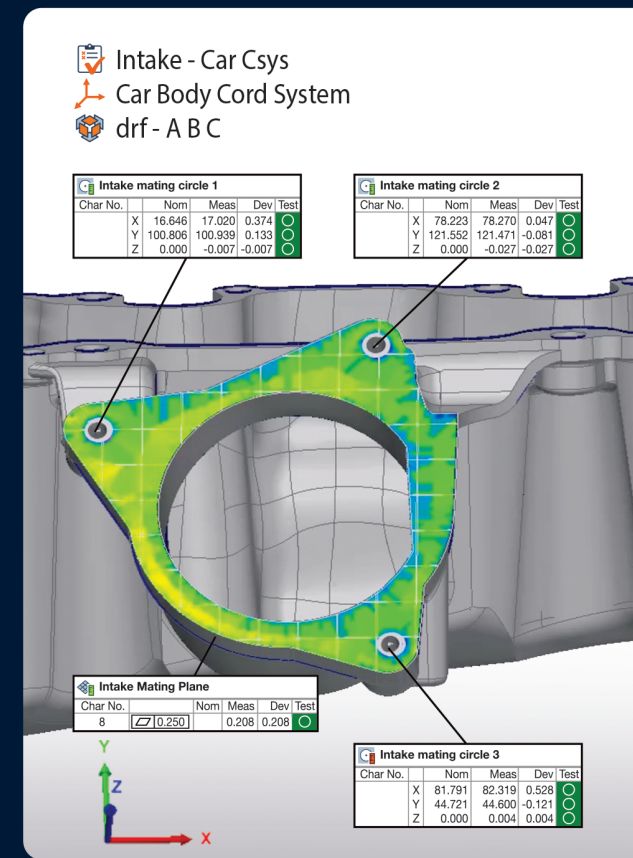 Intake - Car Csys
Car Body Cord System
drf - A B C
Intake mating circle 1
Char No. Nom Meas Dev Test
X 16.646 17.020 0.374
Y 100.806 100.939 0.133
Z 0.000 -0.007 -0.007
Intake mating circle 2
Char No. Nom Meas Dev Test
X 78.223 78.270 0.047
Y 121.552 121.471 -0.081
Z 0.000 -0.027 -0.027
Intake Mating Plane
Char No. Nom Meas Dev Test
8 0.250 0.208 0.208
Intake mating circle 3
Char No. Nom Meas Dev Test
X 81.791 82.319 0.528
Y 44.721 44.600 -0.121
Z 0.000 0.004 0.004
Y
Z
X